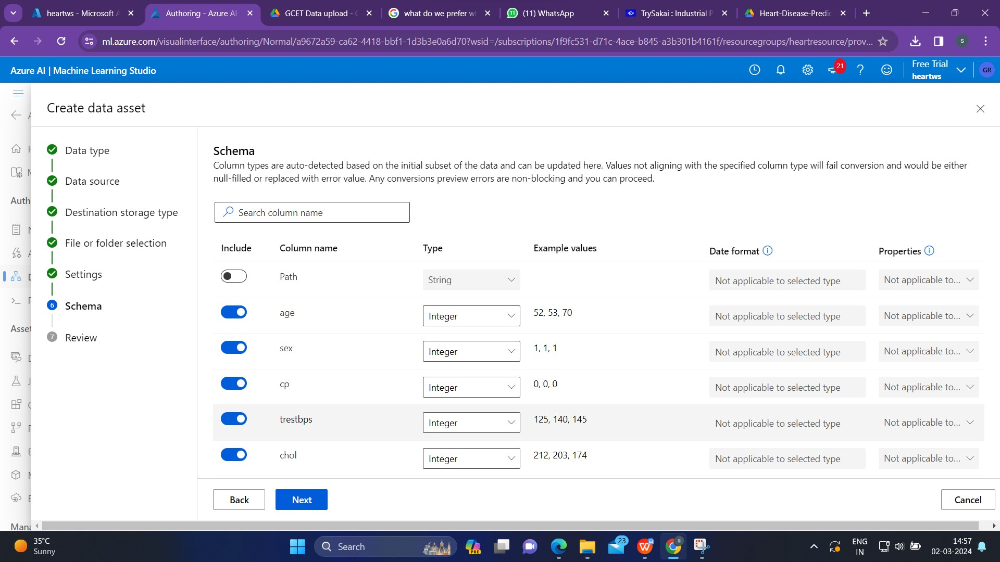 heartws - Microsoft A
Authoring - Azure AI
GCET Data upload - G
what do we prefer wh
(11) WhatsApp
TrySakai : Industrial P
Heart-Disease-Predic
ml.azure.com/visualinterface/authoring/Normal/a9672a59-ca62-4418-bbf1-1d3b3e0a6d70?wsid=/subscriptions/1f9fc531-d71c-4ace-b845-a3b301b4161f/resourcegroups/heartresource/prov...
S
Azure AI | Machine Learning Studio
21
Free Trial
heartws
GR
Create data asset
Data type
Data source
Destination storage type
File or folder selection
Settings
6 Schema
7 Review
Auth
Asset
Mana
Schema
Column types are auto-detected based on the initial subset of the data and can be updated here. Values not aligning with the specified column type will fail conversion and would be either
null-filled or replaced with error value. Any conversions preview errors are non-blocking and you can proceed.
Search column name
Include Column name Type Example values Date format Properties
Path String Not applicable to selected type Not applicable to...
age Integer 52, 53, 70 Not applicable to selected type Not applicable to...
sex Integer 1, 1, 1 Not applicable to selected type Not applicable to...
cp Integer 0, 0, 0 Not applicable to selected type Not applicable to...
trestbps Integer 125, 140, 145 Not applicable to selected type Not applicable to...
chol Integer 212, 203, 174 Not applicable to selected type Not applicable to...
Back Next Cancel
35°C
Sunny
Search
PRE
23
ENG
IN
14:57
02-03-2024